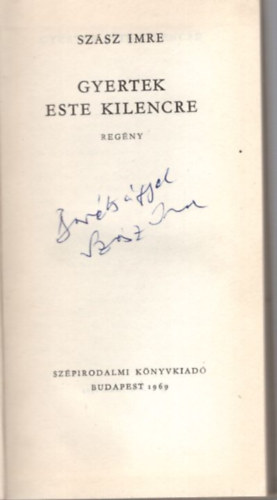 SZÁSZ IMRE
GYERTEK
ESTE KILENCRE
REGÉNY
Barátsággal
Szász Imre
SZÉPIRODALMI KÖNYVKIADÓ
BUDAPEST 1969